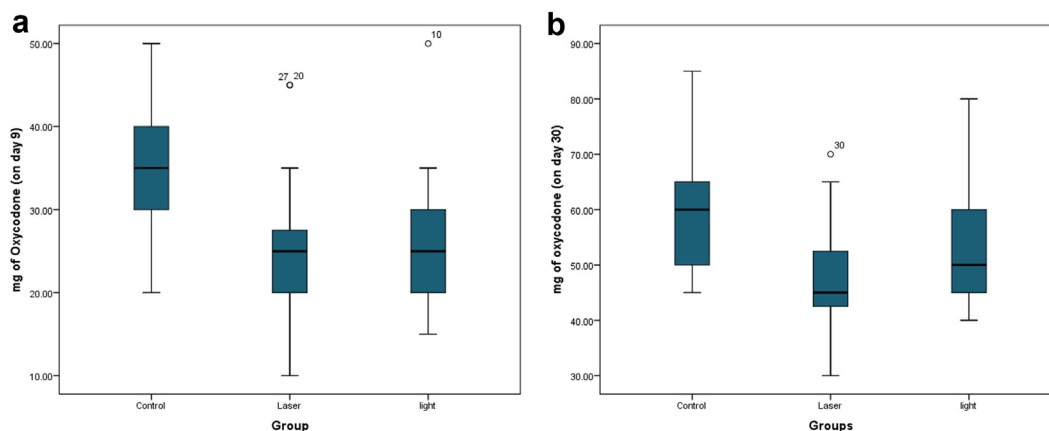 a
mg of Oxycodone (on day 9)
50.00
40.00
30.00
20.00
10.00
27 20
10
Control Laser light
Group
b
mg of oxycodone (on day 30)
90.00
80.00
70.00
60.00
50.00
40.00
30.00
30
Control Laser light
Groups